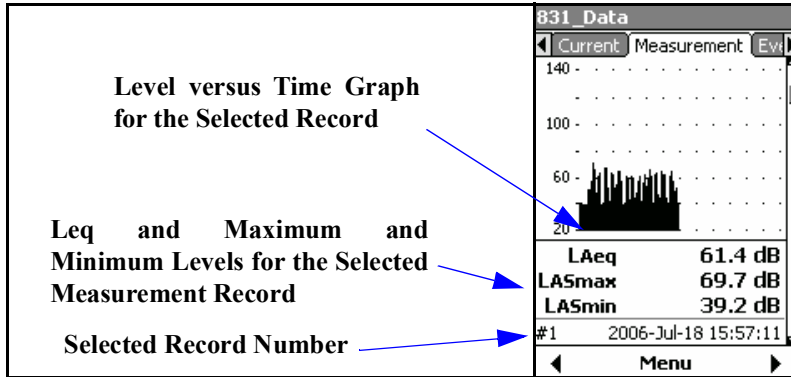 831_Data
Current Measurement Eve
Level versus Time Graph
for the Selected Record
140
100
60
20
Leq and Maximum and
Minimum Levels for the Selected
Measurement Record
LAeq 61.4 dB
LASmax 69.7 dB
LASmin 39.2 dB
Selected Record Number
#1 2006-Jul-18 15:57:11
Menu